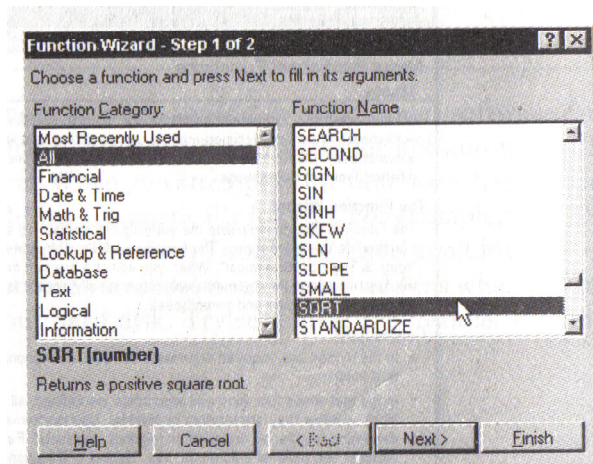 Function Wizard - Step 1 of 2
Choose a function and press Next to fill in its arguments.
Function Category:
Most Recently Used
All
Financial
Date & Time
Math & Trig
Statistical
Lookup & Reference
Database
Text
Logical
Information
Function Name
SEARCH
SECOND
SIGN
SIN
SINH
SKEW
SLN
SLOPE
SMALL
SQRT
STANDARDIZE
SQRT(number)
Returns a positive square root.
Help
Cancel
< Back
Next >
Finish